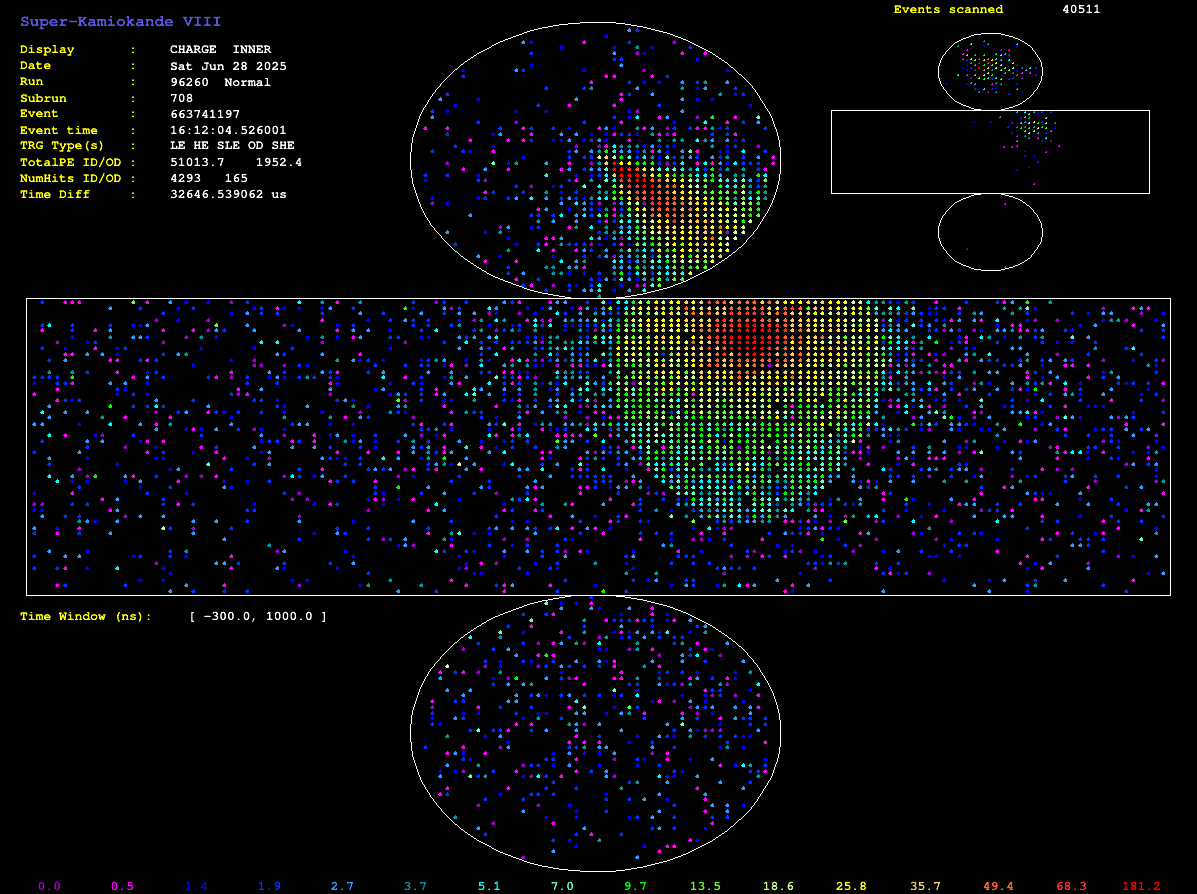 Super-Kamiokande VIII
Events scanned 40511
Display : CHARGE INNER
Date : Sat Jun 28 2025
Run : 96260 Normal
Subrun : 708
Event : 663741197
Event time : 16:12:04.526001
TRG Type(s) : LE HE SLE OD SHE
TotalPE ID/OD : 51013.7 1952.4
NumHits ID/OD : 4293 165
Time Diff : 32646.539062 us
Time Window (ns): [ -300.0, 1000.0 ]
0.0 0.5 1.4 1.9 2.7 3.7 5.1 7.0 9.7 13.5 18.6 25.8 35.7 49.4 68.3 181.2